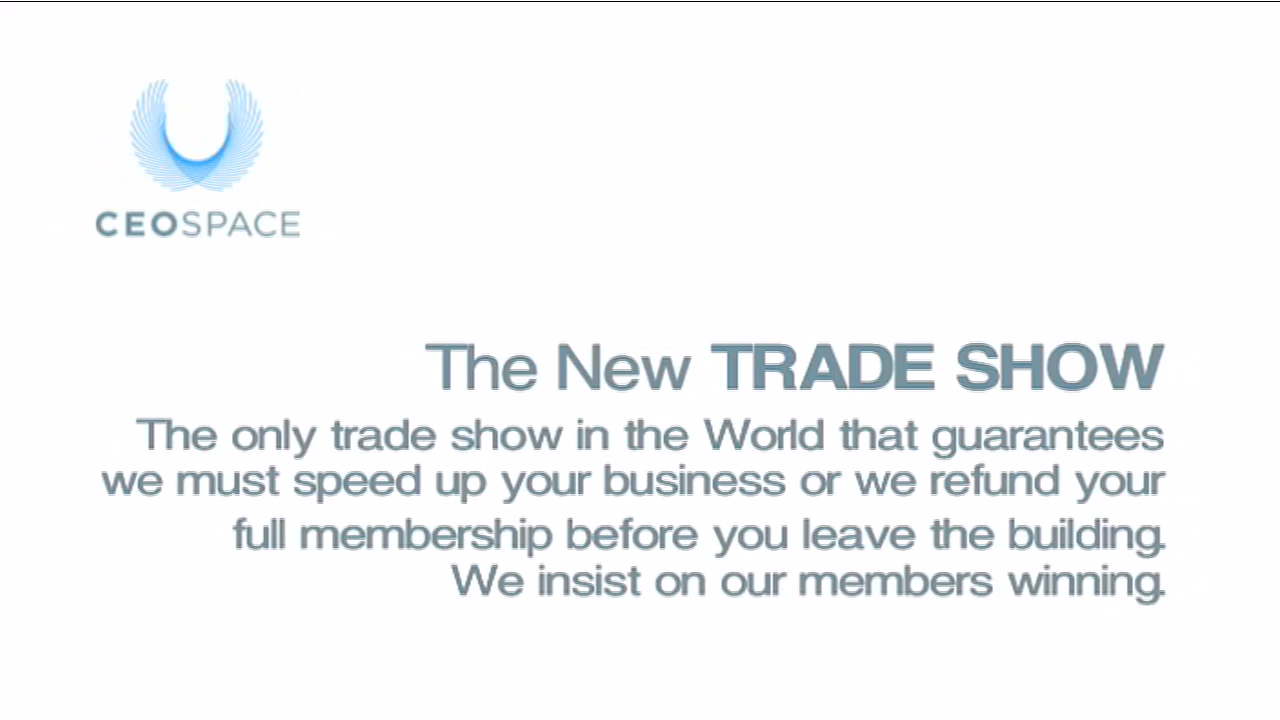 CEOSPACE
The New TRADE SHOW
The only trade show in the World that guarantees
we must speed up your business or we refund your
full membership before you leave the building.
We insist on our members winning.